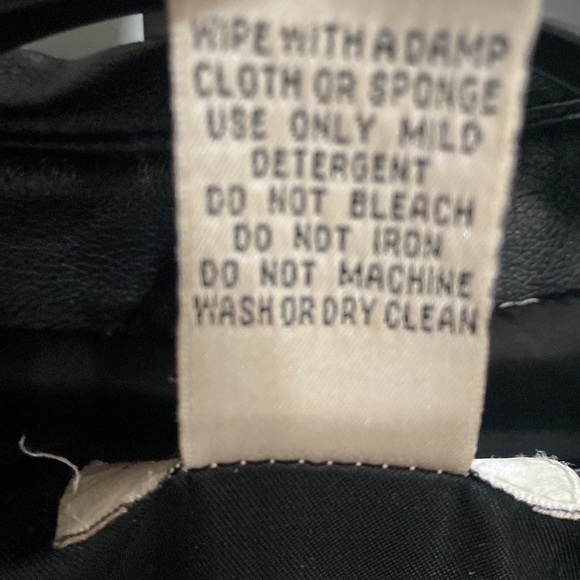 WIPE WITH A DAMP
CLOTH OR SPONGE
USE ONLY MILD
DETERGENT
DO NOT BLEACH
DO NOT IRON
DO NOT MACHINE
WASH OR DRY CLEAN